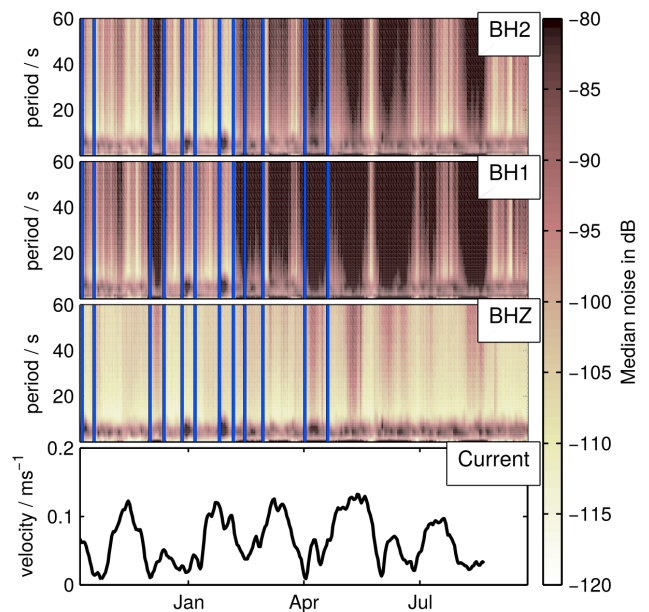 60
40
20
period / s
BH2
60
40
20
period / s
BH1
60
40
20
period / s
BHZ
0.2
0.1
0
velocity / ms⁻¹
Current
Jan
Apr
Jul
−80
−85
−90
−95
−100
−105
−110
−115
−120
Median noise in dB